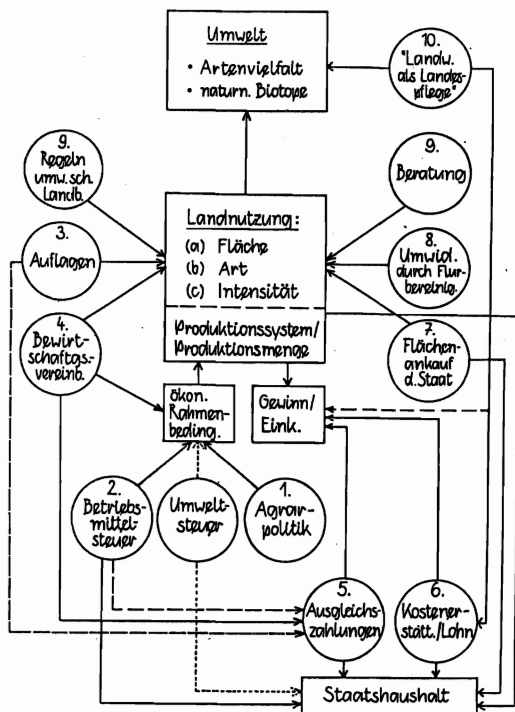 Umwelt
• Artenvielfalt
• naturn. Biotope
10.
"Landw.
als Landes-
pflege"
9.
Regeln
umw. sch.
Landb.
9.
Beratung
Landnutzung:
(a) Fläche
(b) Art
(c) Intensität
Produktionssystem/
Produktionsmenge
3.
Auflagen
8.
Umwid.
durch Flur-
bereinig.
4.
Bewirt-
schaftgs.-
vereinb.
7.
Flächen-
ankauf
d. Staat
ökon.
Rahmen-
beding.
Gewinn/
Eink.
2.
Betriebs-
mittel-
steuer
Umwelt-
steuer
1.
Agrar-
politik
5.
Ausgleichs-
zahlungen
6.
Kostener-
stätt./Lohn
Staatshaushalt